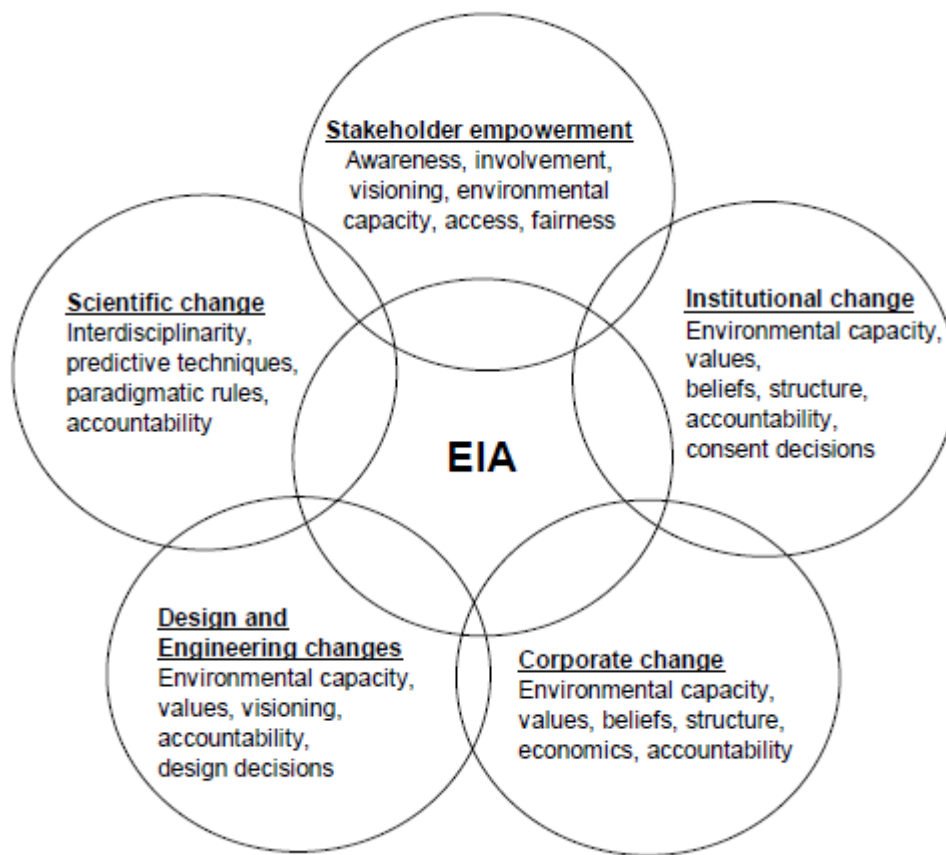 Stakeholder empowerment
Awareness, involvement,
visioning, environmental
capacity, access, fairness
Scientific change
Interdisciplinarity,
predictive techniques,
paradigmatic rules,
accountability
Institutional change
Environmental capacity,
values,
beliefs, structure,
accountability,
consent decisions
EIA
Design and
Engineering changes
Environmental capacity,
values, visioning,
accountability,
design decisions
Corporate change
Environmental capacity,
values, beliefs, structure,
economics, accountability